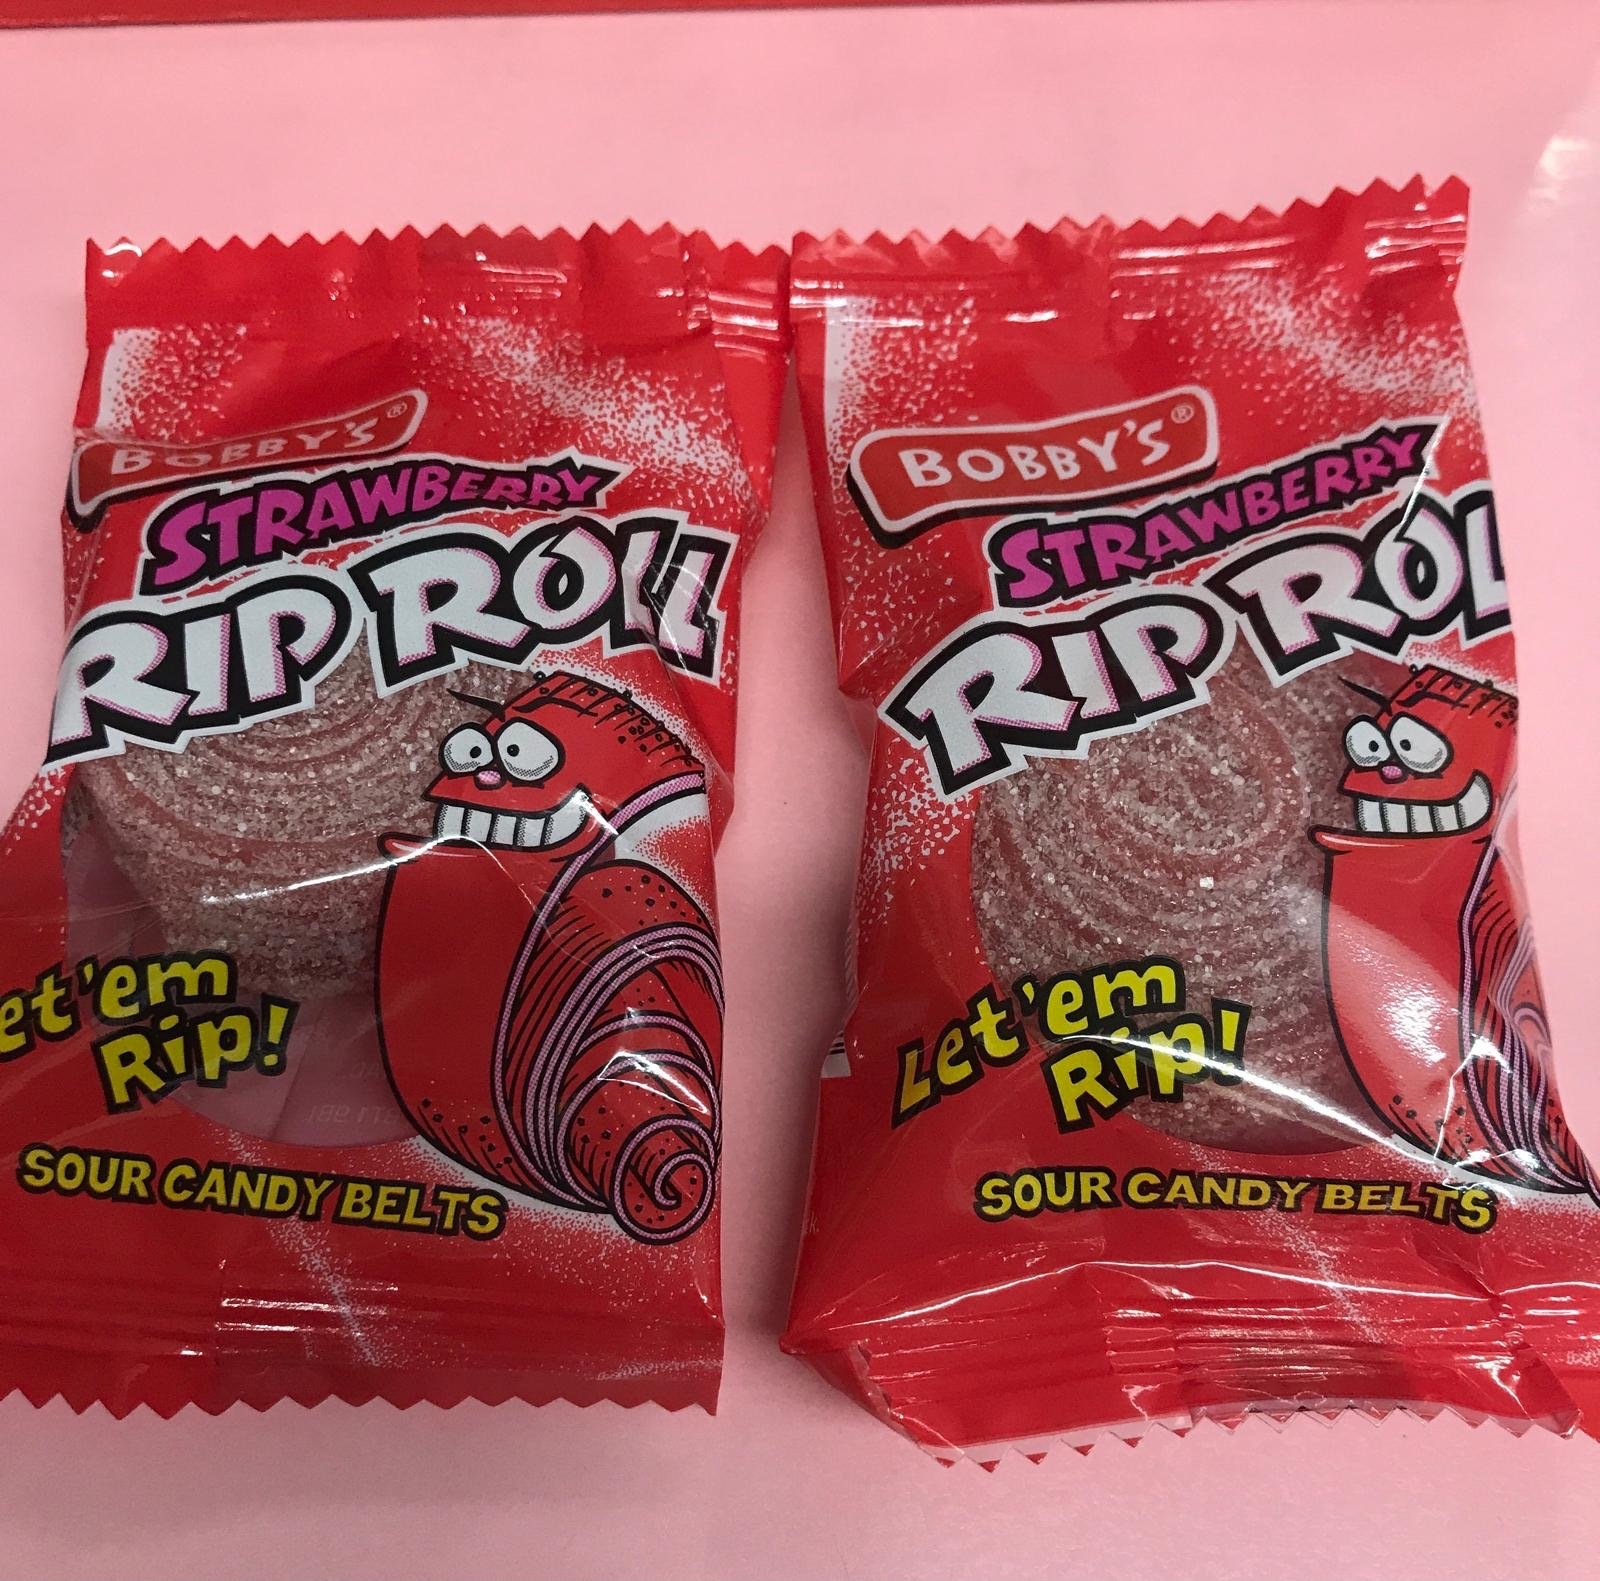 BOBBY'S®
STRAWBERRY
RIP ROLL
et 'em
Rip!
SOUR CANDY BELTS
BOBBY'S®
STRAWBERRY
RIP ROL
Let 'em
Rip!
SOUR CANDY BELTS